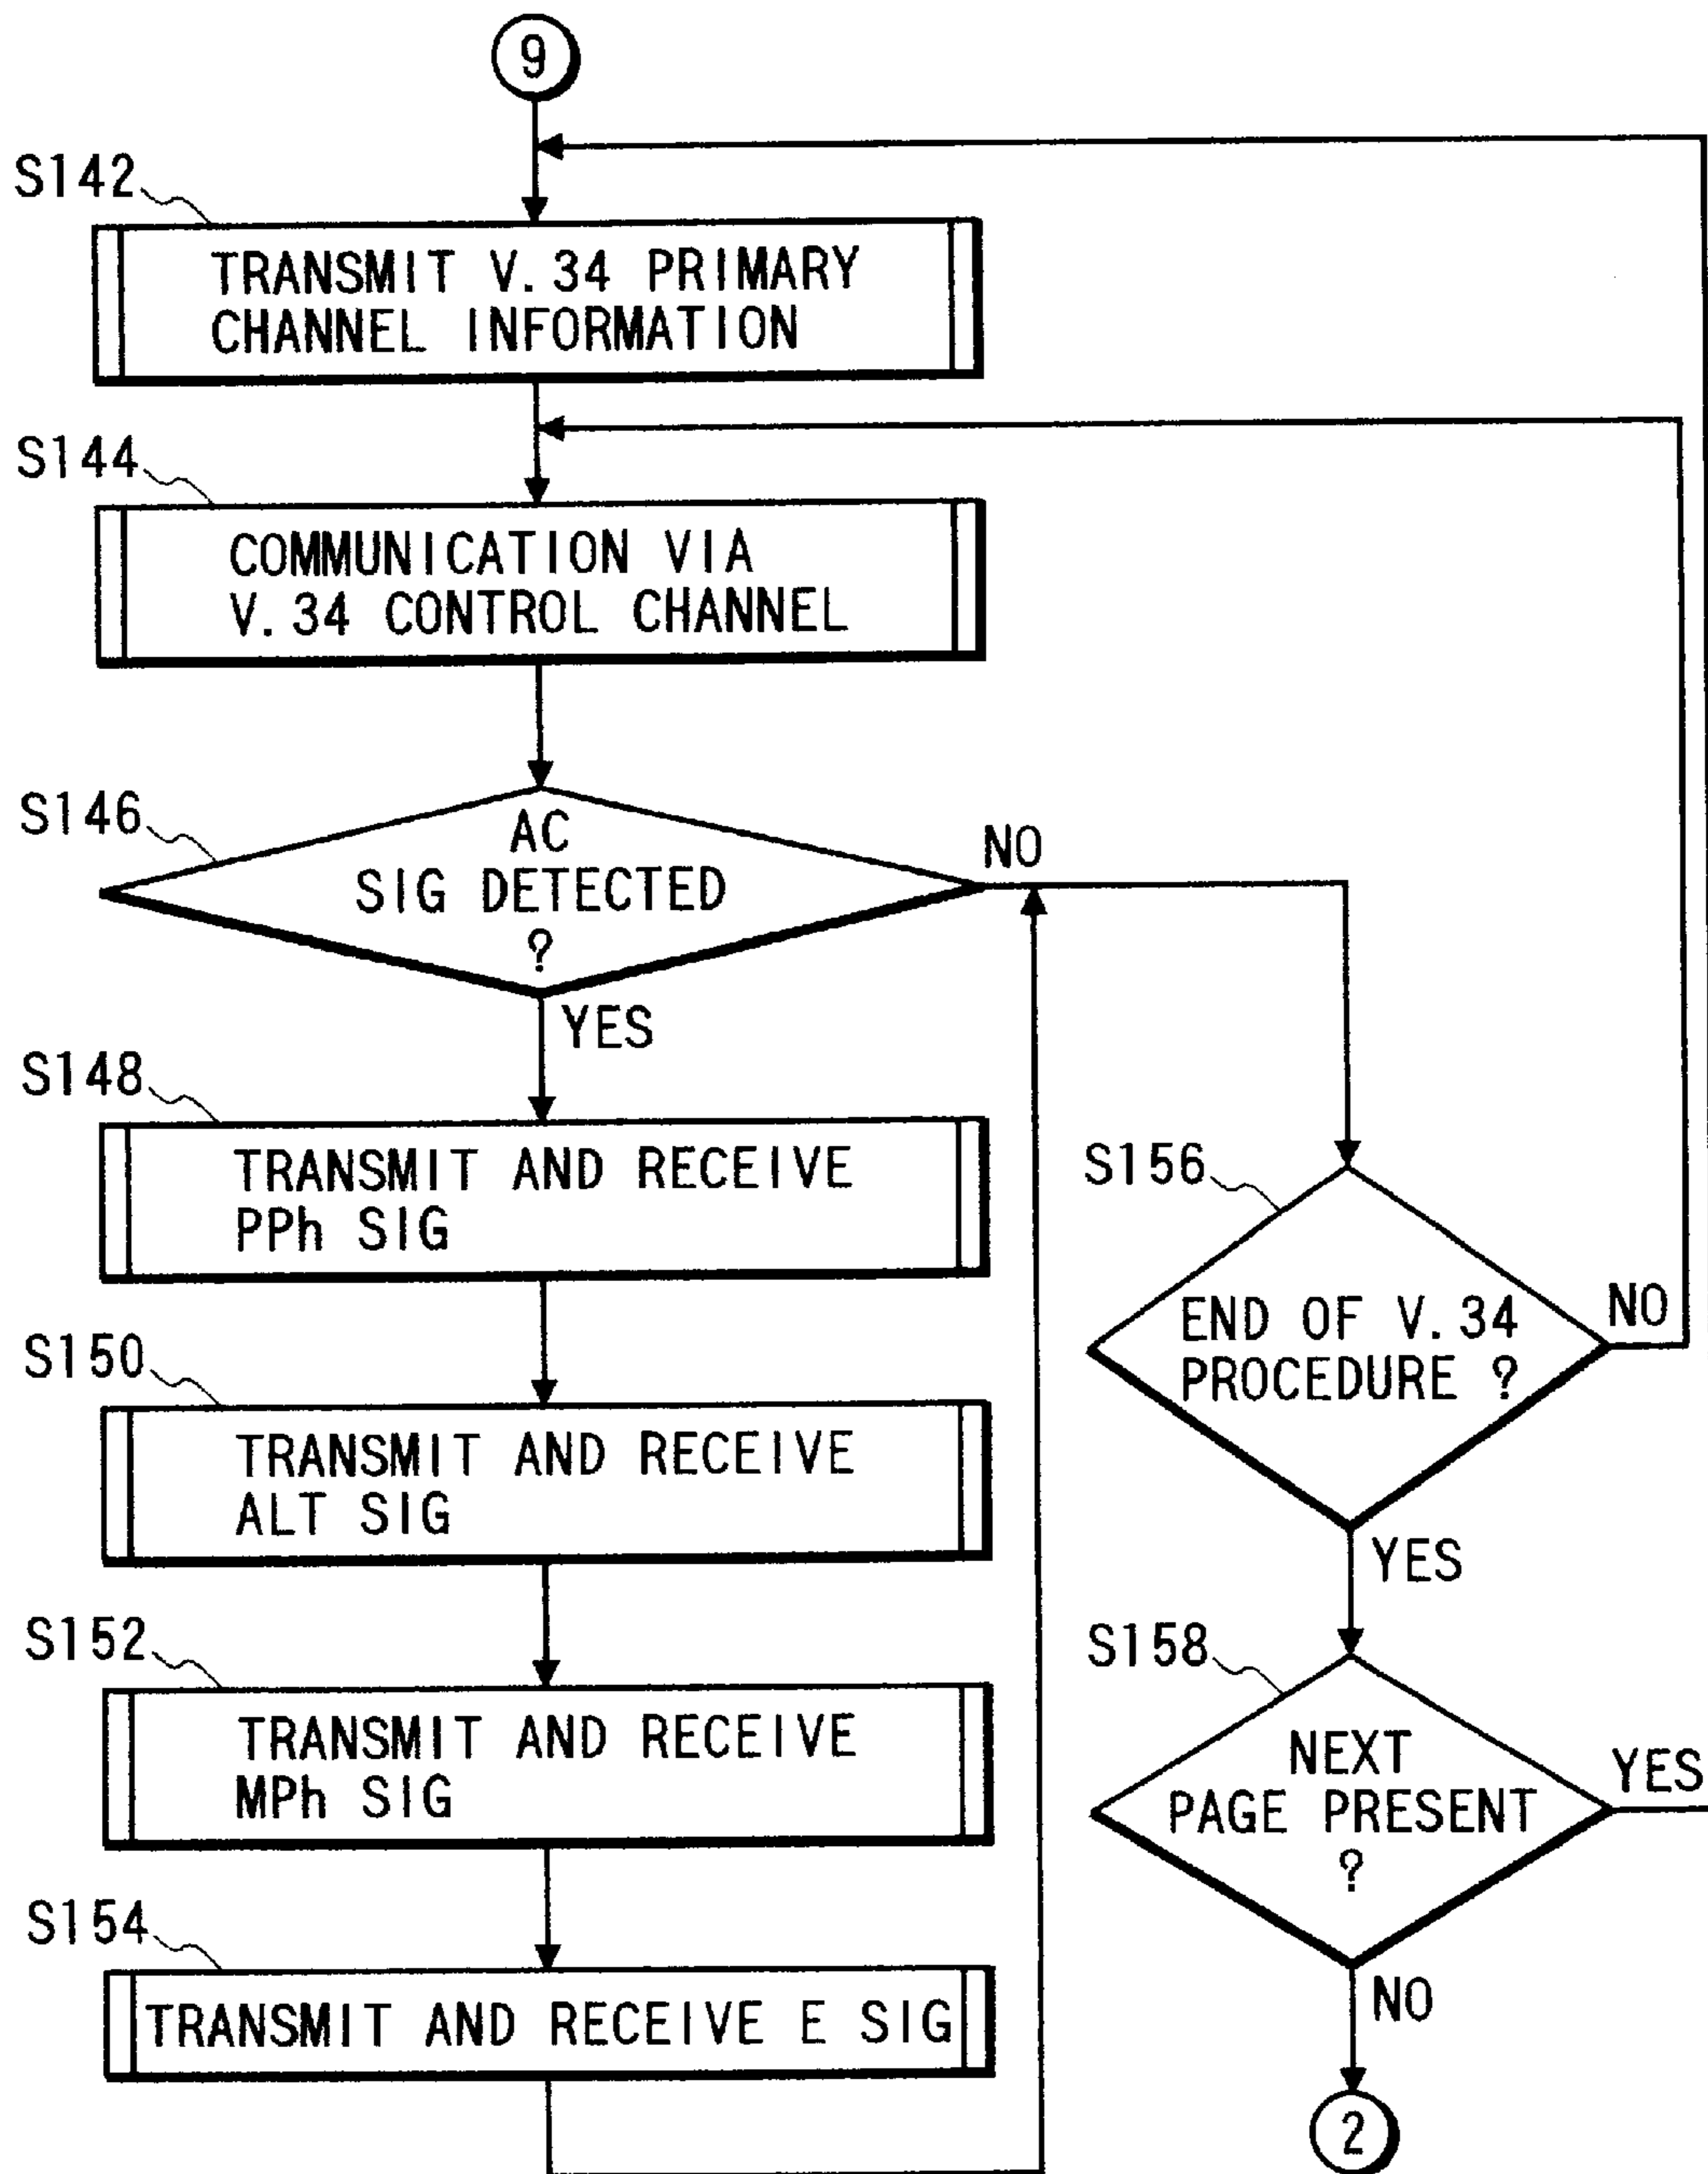 9
S142
TRANSMIT V.34 PRIMARY
CHANNEL INFORMATION
S144
COMMUNICATION VIA
V.34 CONTROL CHANNEL
S146
AC
SIG DETECTED
?
NO
YES
S148
TRANSMIT AND RECEIVE
PPh SIG
S150
TRANSMIT AND RECEIVE
ALT SIG
S152
TRANSMIT AND RECEIVE
MPh SIG
S154
TRANSMIT AND RECEIVE E SIG
S156
END OF V.34
PROCEDURE ?
NO
YES
S158
NEXT
PAGE PRESENT
?
YES
NO
2